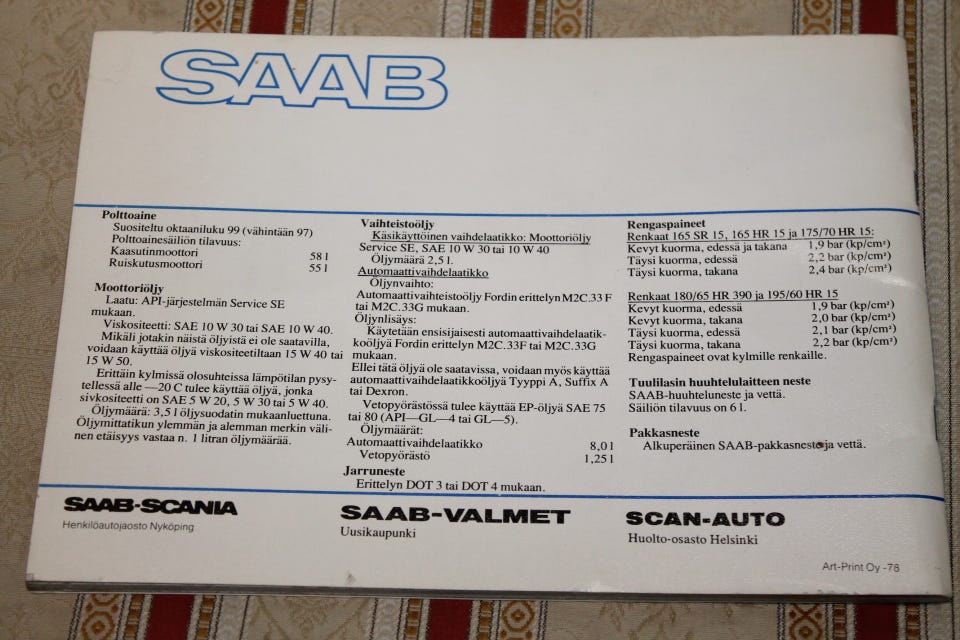 SAAB
Polttoaine
Suositeltu oktaaniluku 99 (vähintään 97)
Polttoainesäiliön tilavuus:
Kaasutinmoottori 58 l
Ruiskutusmoottori 55 l
Moottoriöljy
Laatu: API-järjestelmän Service SE
mukaan.
Viskositeetti: SAE 10 W 30 tai SAE 10 W 40.
Mikäli jotakin näistä öljyistä ei ole saatavilla,
voidaan käyttää öljyä viskositeetiltaan 15 W 40 tai
15 W 50.
Erittäin kylmissä olosuhteissa lämpötilan pysy-
tellessä alle —20 C tulee käyttää öljyä, jonka
sivkositeetti on SAE 5 W 20, 5 W 30 tai 5 W 40.
Öljymäärä: 3,5 l öljysuodatin mukaanluettuna.
Öljymittatikun ylemmän ja alemman merkin väli-
nen etäisyys vastaa n. 1 litran öljymäärää.
Vaihteistoöljy
Käsikäyttöinen vaihdelaatikko: Moottoriöljy
Service SE, SAE 10 W 30 tai 10 W 40
Öljymäärä 2,5 l.
Automaattivaihdelaatikko
Öljynvaihto:
Automaattivaihteistoöljy Fordin erittelyn M2C.33 F
tai M2C.33G mukaan.
Öljynlisäys:
Käytetään ensisijaisesti automaattivaihdelaatik-
koöljyä Fordin erittelyn M2C.33F tai M2C.33G
mukaan.
Ellei tätä öljyä ole saatavissa, voidaan myös käyttää
automaattivaihdelaatikkööljyä Tyyppi A, Suffix A
tai Dexron.
Vetopyörästössä tulee käyttää EP-öljyä SAE 75
tai 80 (API—GL—4 tai GL—5).
Öljymäärät:
Automaattivaihdelaatikko 8,0 l
Vetopyörästö 1,25 l
Jarruneste
Erittelyn DOT 3 tai DOT 4 mukaan.
Rengaspaineet
Renkaat 165 SR 15, 165 HR 15 ja 175/70 HR 15:
Kevyt kuorma, edessä ja takana 1,9 bar (kp/cm²)
Täysi kuorma, edessä 2,2 bar (kp/cm²)
Täysi kuorma, takana 2,4 bar (kp/cm²)
Renkaat 180/65 HR 390 ja 195/60 HR 15
Kevyt kuorma, edessä 1,9 bar (kp/cm²)
Kevyt kuorma, takana 2,0 bar (kp/cm²)
Täysi kuorma, edessä 2,1 bar (kp/cm²)
Täysi kuorma, takana 2,2 bar (kp/cm²)
Rengaspaineet ovat kylmille renkaille.
Tuulilasin huuhtelulaitteen neste
SAAB-huuhteluneste ja vettä.
Säiliön tilavuus on 6 l.
Pakkasneste
Alkuperäinen SAAB-pakkasneste ja vettä.
SAAB-SCANIA
Henkilöautojaosto Nyköping
SAAB-VALMET
Uusikaupunki
SCAN-AUTO
Huolto-osasto Helsinki
Art-Print Oy -78